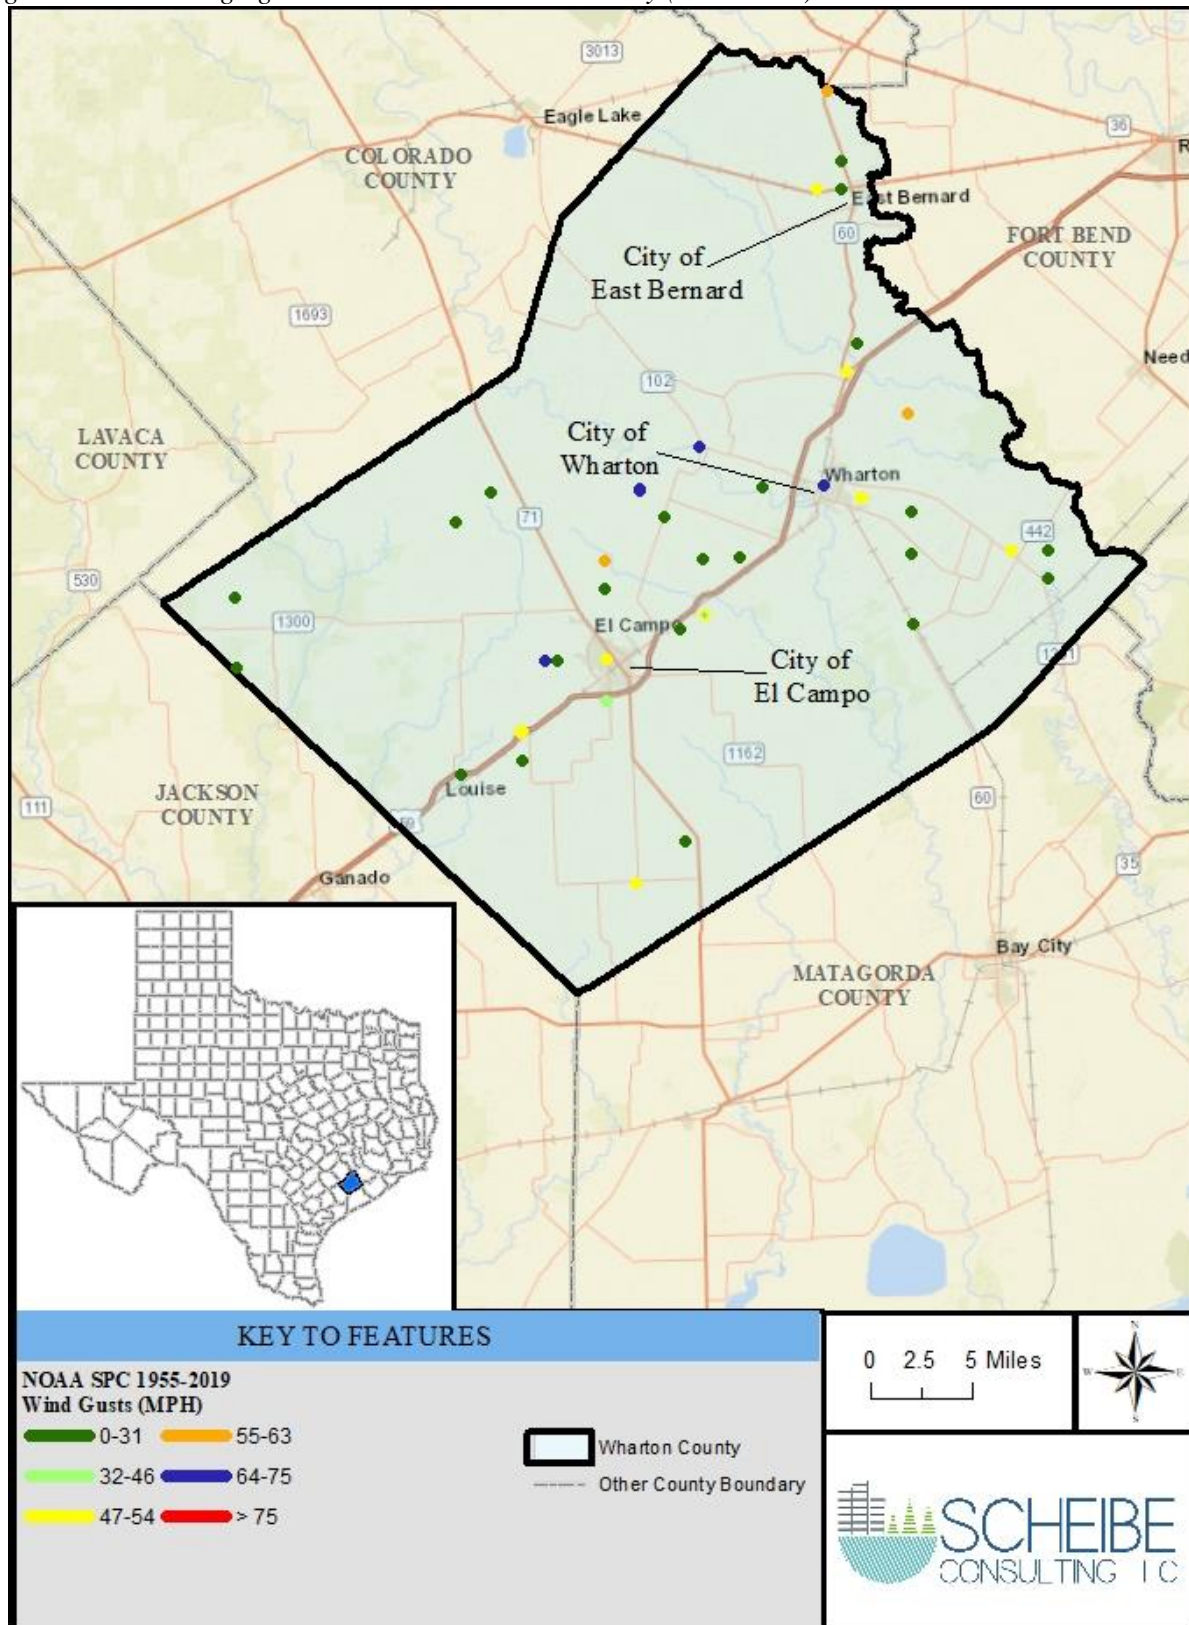 3013
Eagle Lake
36
COLORADO
COUNTY
East Bernard
60
FORT BEND
COUNTY
City of
East Bernard
1693
Need
102
LAVACA
COUNTY
City of
Wharton
Wharton
71
442
530
1300
El Campo
City of
El Campo
1162
JACKSON
COUNTY
Louise
60
111
59
35
Ganado
Bay City
MATAGORDA
COUNTY
KEY TO FEATURES
NOAA SPC 1955-2019
Wind Gusts (MPH)
0-31
55-63
32-46
64-75
47-54
> 75
Wharton County
Other County Boundary
0 2.5 5 Miles
N
W
E
S
SCHEIBE
CONSULTING